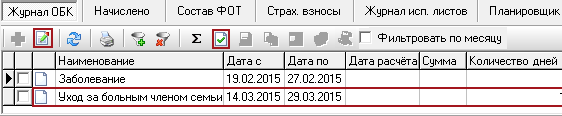 Журнал ОБК Начислено Состав ФОТ Страх. взносы Журнал исп. листов Планировщик
Σ Фильтровать по месяцу
Наименование Дата с Дата по Дата расчёта Сумма Количество дней
Заболевание 19.02.2015 27.02.2015
Уход за больным членом семьи 14.03.2015 29.03.2015